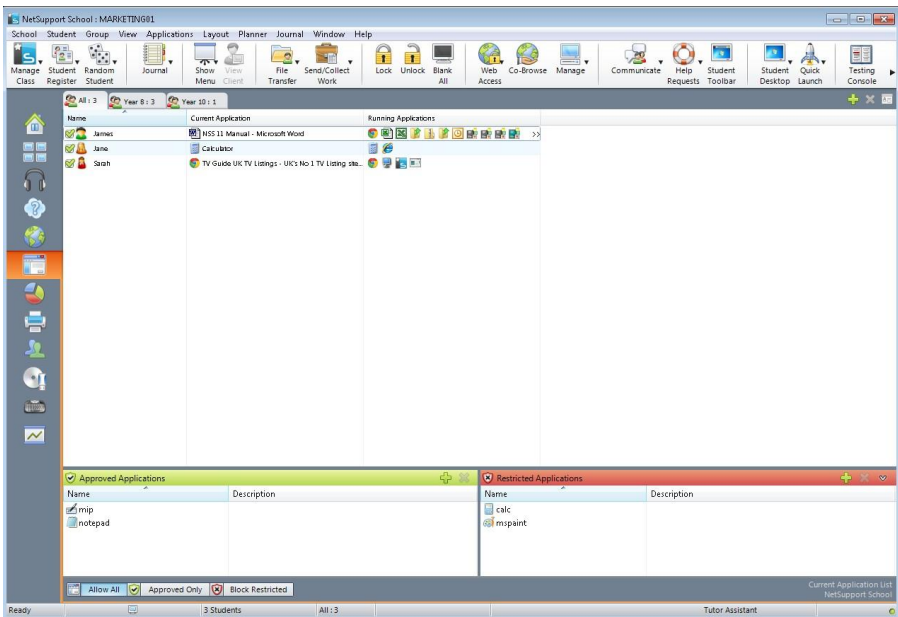 NetSupport School : MARKETING01
School Student Group View Applications Layout Planner Journal Window Help
Manage Class
Student Register
Random Student
Journal
Show Menu
View Client
File Transfer
Send/Collect Work
Lock
Unlock
Blank All
Web Access
Co-Browse
Manage
Communicate
Help Requests
Student Toolbar
Student Desktop
Quick Launch
Testing Console
All : 3 Year 8 : 3 Year 10 : 1
Name Current Application Running Applications
James NSS 11 Manual - Microsoft Word >>
Jane Calculator
Sarah TV Guide UK TV Listings - UK's No 1 TV Listing site...
Approved Applications
Name Description
mip
notepad
Restricted Applications
Name Description
calc
mspaint
Allow All Approved Only Block Restricted
Current Application List
NetSupport School
Ready 3 Students All : 3 Tutor Assistant